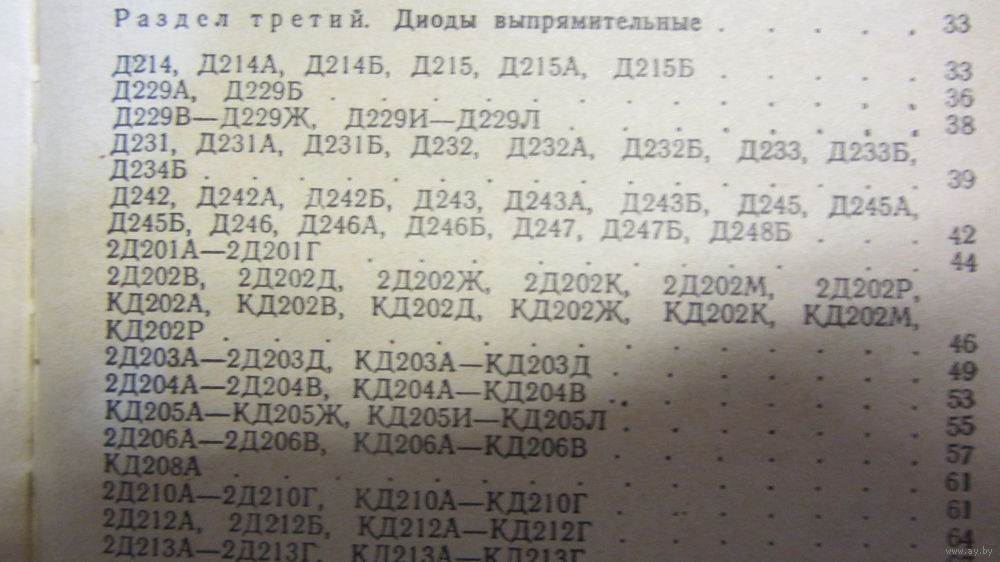 Раздел третий. Диоды выпрямительные . . . . . 33
Д214, Д214А, Д214Б, Д215, Д215А, Д215Б . . . . . 33
Д229А, Д229Б . . . . . . . . . . . . . 36
Д229В—Д229Ж, Д229И—Д229Л . . . . . . . . 38
Д231, Д231А, Д231Б, Д232, Д232А, Д232Б, Д233, Д233Б,
Д234Б . . . . . . . . . . . . . . . . 39
Д242, Д242А, Д242Б, Д243, Д243А, Д243Б, Д245, Д245А,
Д245Б, Д246, Д246А, Д246Б, Д247, Д247Б, Д248Б . . . 42
2Д201А—2Д201Г . . . . . . . . . . . . 44
2Д202В, 2Д202Д, 2Д202Ж, 2Д202К, 2Д202М, 2Д202Р,
КД202А, КД202В, КД202Д, КД202Ж, КД202К, КД202М,
КД202Р . . . . . . . . . . . . . . . 46
2Д203А—2Д203Д, КД203А—КД203Д . . . . . . . 49
2Д204А—2Д204В, КД204А—КД204В . . . . . . . 53
КД205А—КД205Ж, КД205И—КД205Л . . . . . . . 55
2Д206А—2Д206В, КД206А—КД206В . . . . . . . 57
КД208А . . . . . . . . . . . . . . . 61
2Д210А—2Д210Г, КД210А—КД210Г . . . . . . . 61
2Д212А, 2Д212Б, КД212А—КД212Г . . . . . . . 64
2Д213А—2Д213Г, КД213А—КД213Г
www.ay.by